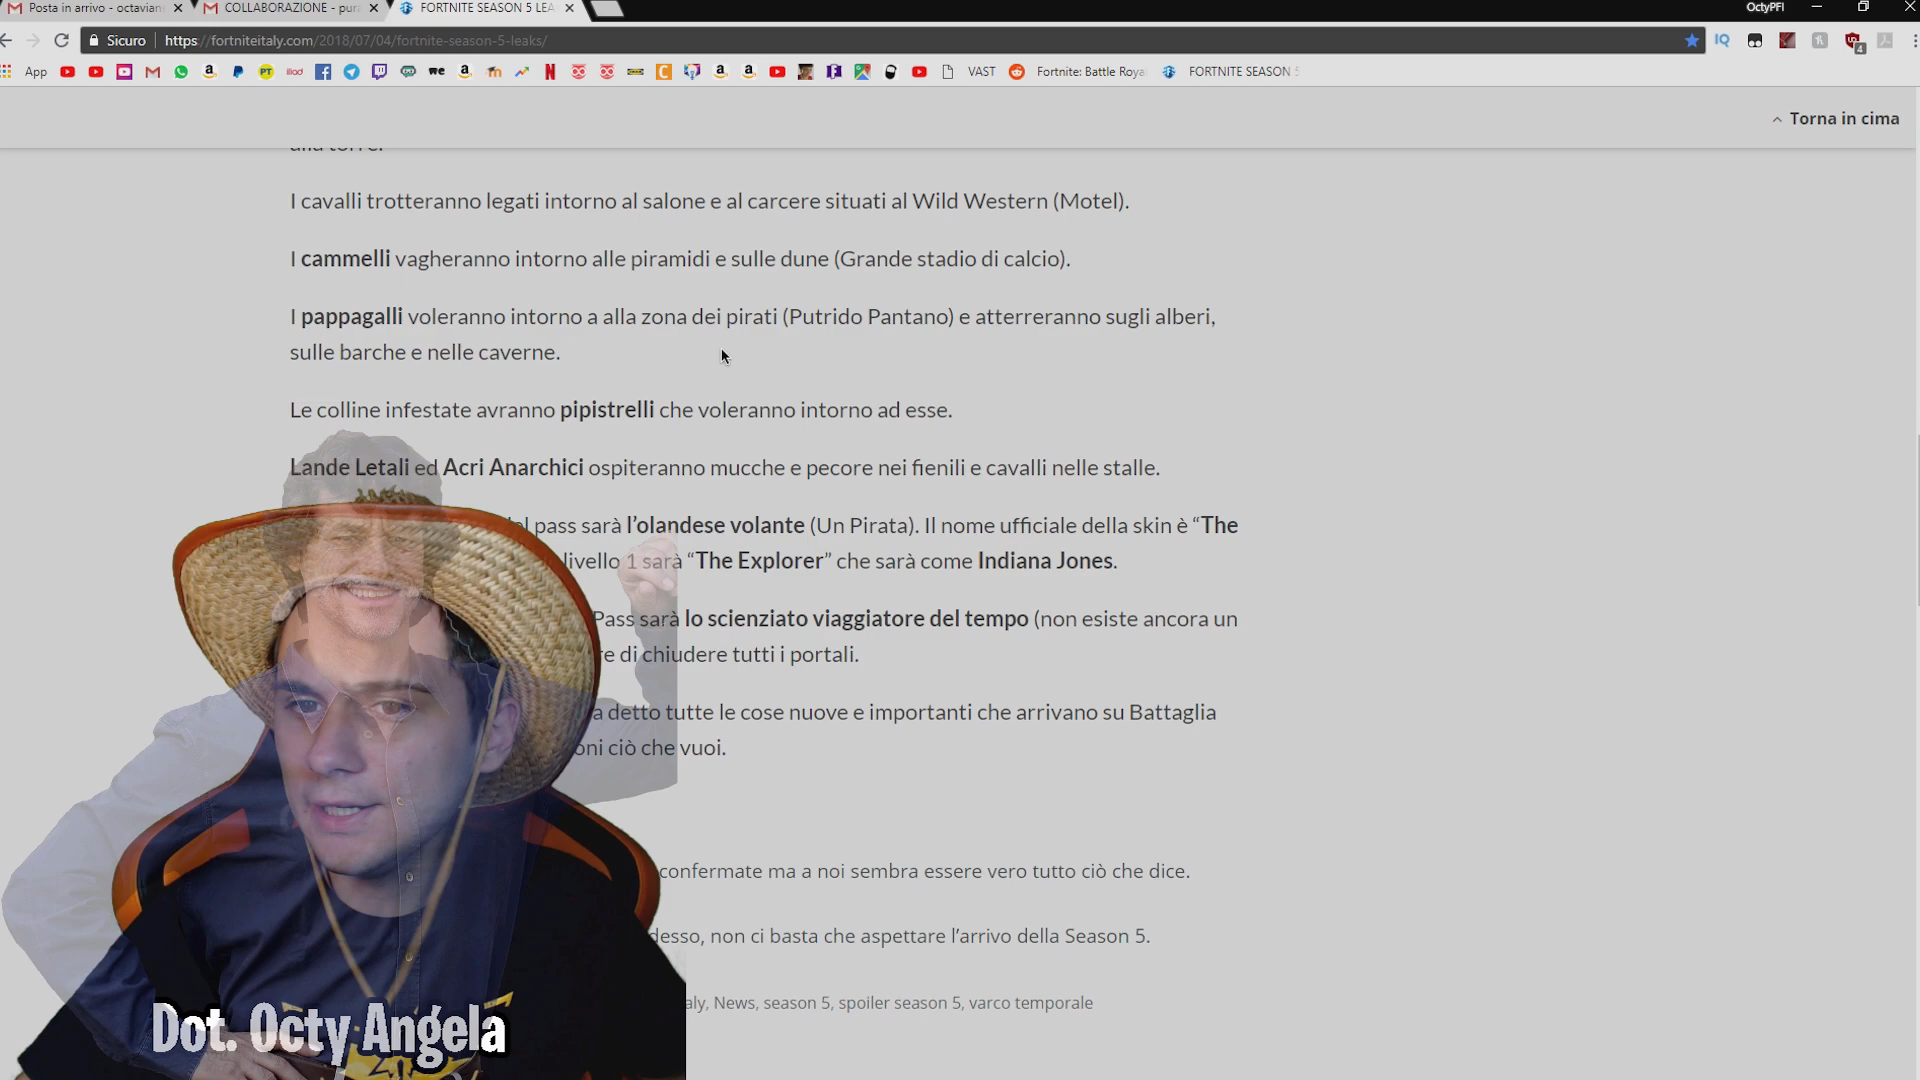 Posta in arrivo - octavian
COLLABORAZIONE - pura
FORTNITE SEASON 5 LEA
OctyPFI
Sicuro https://fortniteitaly.com/2018/07/04/fortnite-season-5-leaks/
App
VAST
Fortnite: Battle Roya
FORTNITE SEASON 5
Torna in cima
alla torre.
I cavalli trotteranno legati intorno al salone e al carcere situati al Wild Western (Motel).
I cammelli vagheranno intorno alle piramidi e sulle dune (Grande stadio di calcio).
I pappagalli voleranno intorno a alla zona dei pirati (Putrido Pantano) e atterreranno sugli alberi,
sulle barche e nelle caverne.
Le colline infestate avranno pipistrelli che voleranno intorno ad esse.
Lande Letali ed Acri Anarchici ospiteranno mucche e pecore nei fienili e cavalli nelle stalle.
pass sarà l’olandese volante (Un Pirata). Il nome ufficiale della skin è “The
livello 1 sarà “The Explorer” che sarà come Indiana Jones.
Pass sarà lo scienziato viaggiatore del tempo (non esiste ancora un
re di chiudere tutti i portali.
a detto tutte le cose nuove e importanti che arrivano su Battaglia
oni ciò che vuoi.
confermate ma a noi sembra essere vero tutto ciò che dice.
desso, non ci basta che aspettare l’arrivo della Season 5.
aly, News, season 5, spoiler season 5, varco temporale
Dot. Octy Angela